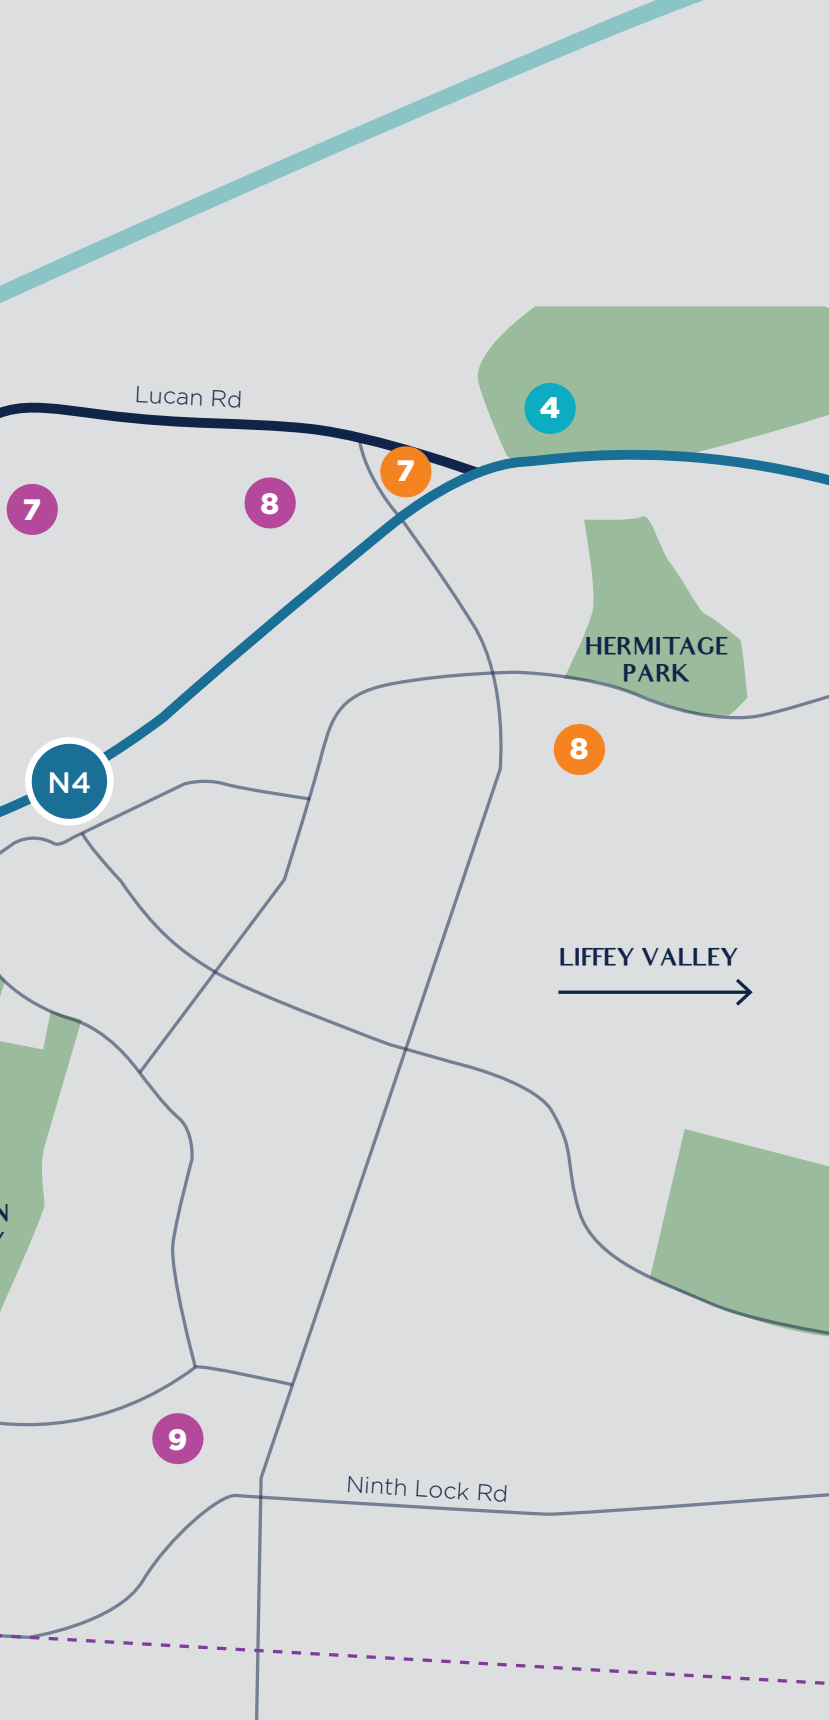 Lucan Rd
4
7
8
7
HERMITAGE
PARK
8
N4
LIFFEY VALLEY
9
Ninth Lock Rd